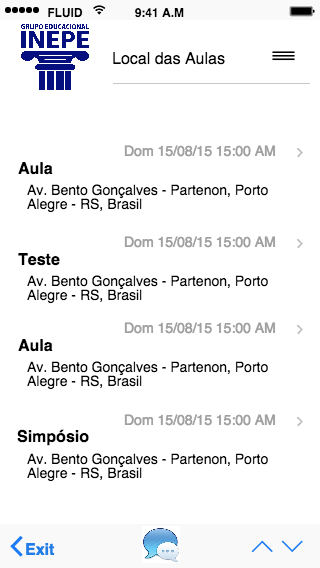 FLUID 9:41 A.M
GRUPO EDUCACIONAL
INEPE
Local das Aulas
Dom 15/08/15 15:00 AM
Aula
Av. Bento Gonçalves - Partenon, Porto
Alegre - RS, Brasil
Dom 15/08/15 15:00 AM
Teste
Av. Bento Gonçalves - Partenon, Porto
Alegre - RS, Brasil
Dom 15/08/15 15:00 AM
Aula
Av. Bento Gonçalves - Partenon, Porto
Alegre - RS, Brasil
Dom 15/08/15 15:00 AM
Simpósio
Av. Bento Gonçalves - Partenon, Porto
Alegre - RS, Brasil
Exit